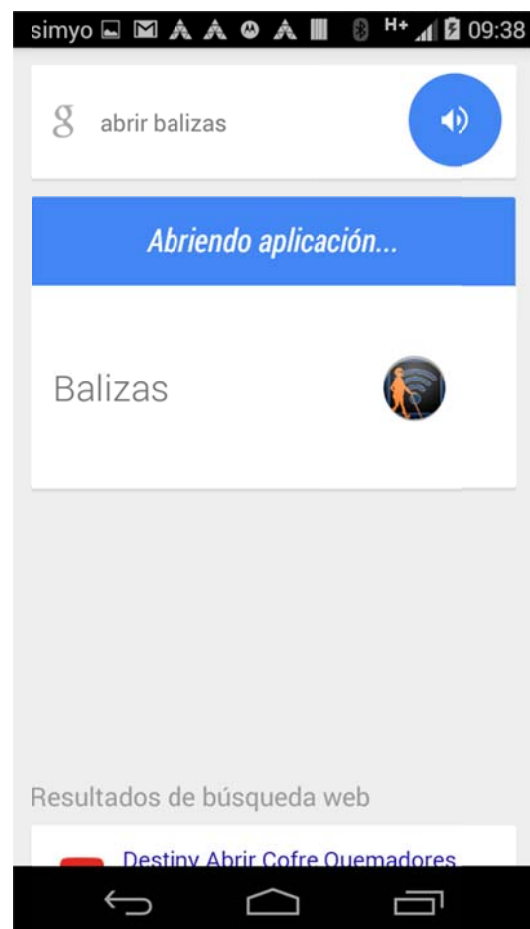 simyo H+ 09:38
g abrir balizas
Abriendo aplicación...
Balizas
Resultados de búsqueda web
Destiny Abrir Cofre Quemadores